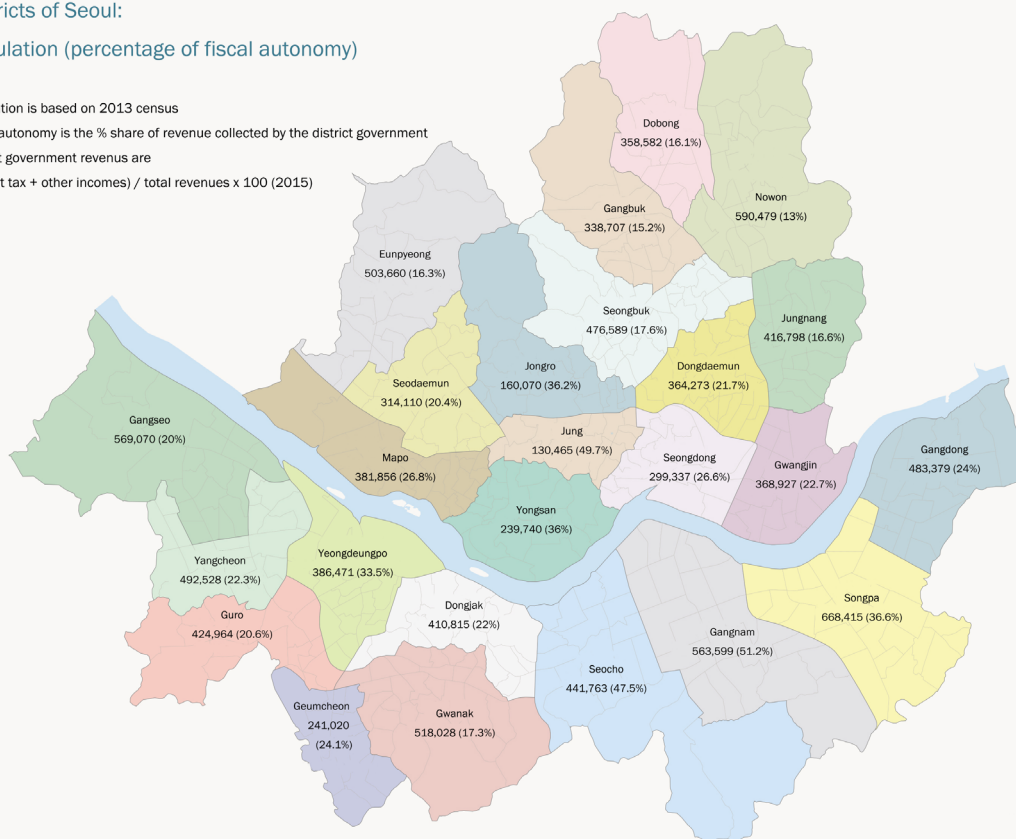 ricts of Seoul:
ulation (percentage of fiscal autonomy)
tion is based on 2013 census
autonomy is the % share of revenue collected by the district government
t government revenus are
t tax + other incomes) / total revenues x 100 (2015)
Dobong
358,582 (16.1%)
Nowon
590,479 (13%)
Gangbuk
338,707 (15.2%)
Eunpyeong
503,660 (16.3%)
Seongbuk
476,589 (17.6%)
Jungnang
416,798 (16.6%)
Jongro
160,070 (36.2%)
Dongdaemun
364,273 (21.7%)
Seodaemun
314,110 (20.4%)
Gangseo
569,070 (20%)
Jung
130,465 (49.7%)
Mapo
381,856 (26.8%)
Seongdong
299,337 (26.6%)
Gwangjin
368,927 (22.7%)
Gangdong
483,379 (24%)
Yongsan
239,740 (36%)
Yangcheon
492,528 (22.3%)
Yeongdeungpo
386,471 (33.5%)
Dongjak
410,815 (22%)
Songpa
668,415 (36.6%)
Guro
424,964 (20.6%)
Gangnam
563,599 (51.2%)
Seocho
441,763 (47.5%)
Geumcheon
241,020
(24.1%)
Gwanak
518,028 (17.3%)